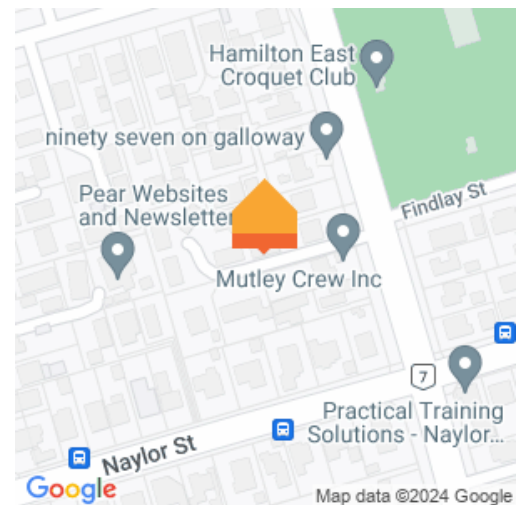 Hamilton East
Croquet Club
ninety seven on galloway
Pear Websites
and Newsletter
Findlay St
Mutley Crew Inc
7
Practical Training
Solutions - Naylor...
Naylor St
Google
Map data ©2024 Google